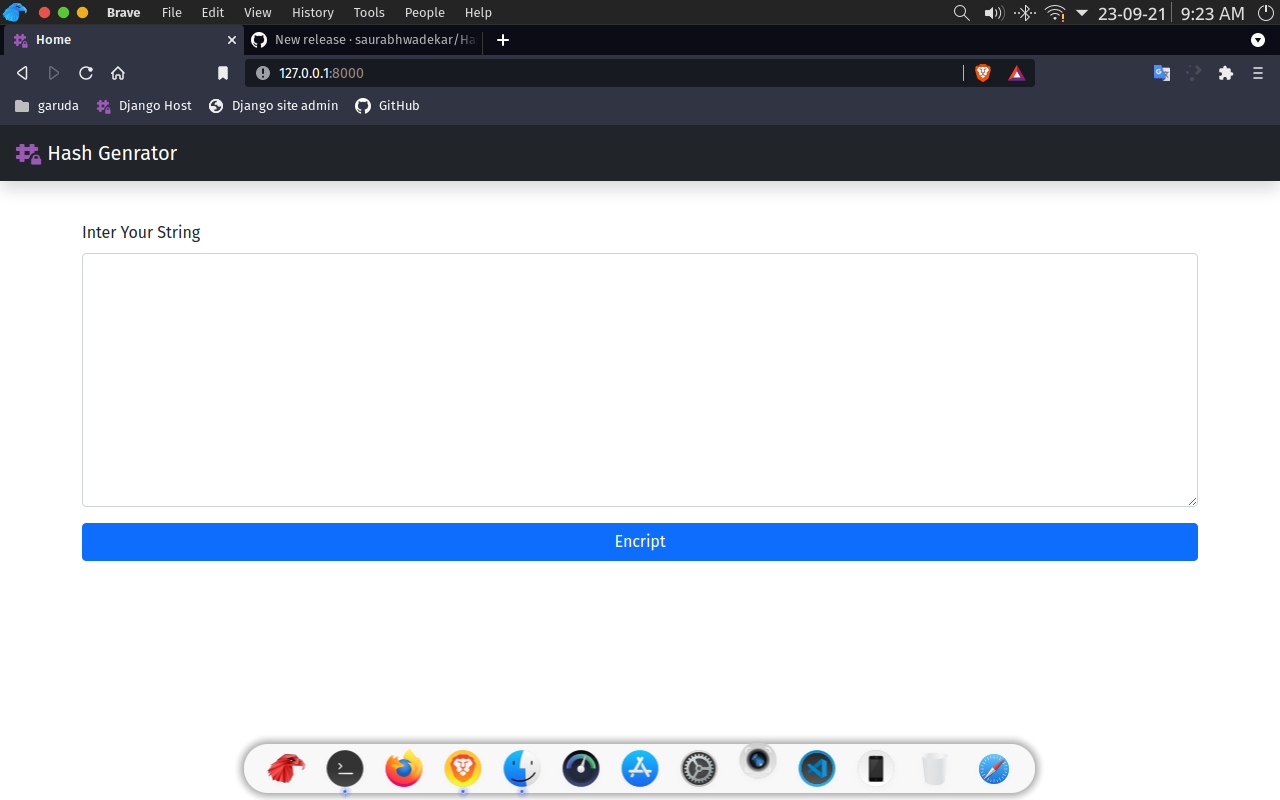 Brave File Edit View History Tools People Help 23-09-21 9:23 AM
Home New release · saurabhwadekar/Ha
127.0.0.1:8000
garuda Django Host Django site admin GitHub
Hash Genrator
Inter Your String
Encript